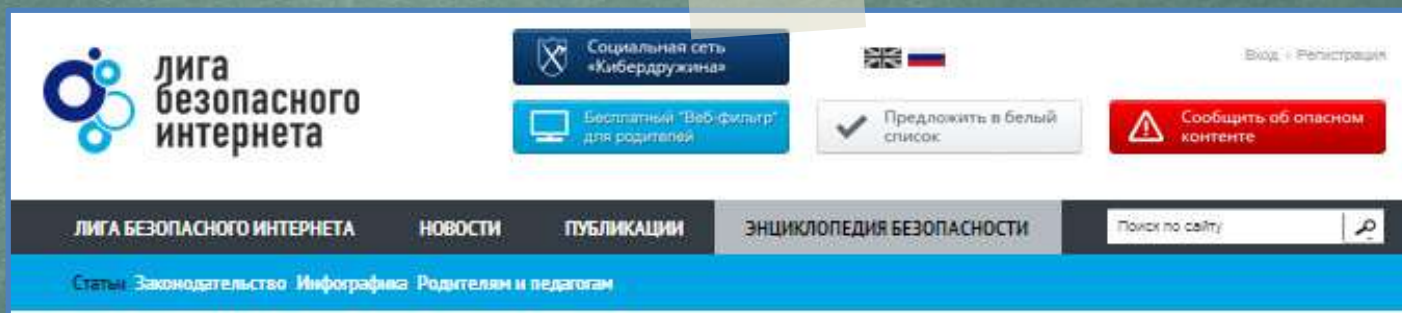 лига
безопасного
интернета
Социальная сеть
«Кибердружина»
Бесплатный "Веб-фильтр"
для родителей
Предложить в белый
список
Вход / Регистрация
Сообщить об опасном
контенте
ЛИГА БЕЗОПАСНОГО ИНТЕРНЕТА НОВОСТИ ПУБЛИКАЦИИ ЭНЦИКЛОПЕДИЯ БЕЗОПАСНОСТИ Поиск по сайту
Статьи Законодательство Инфографика Родителям и педагогам